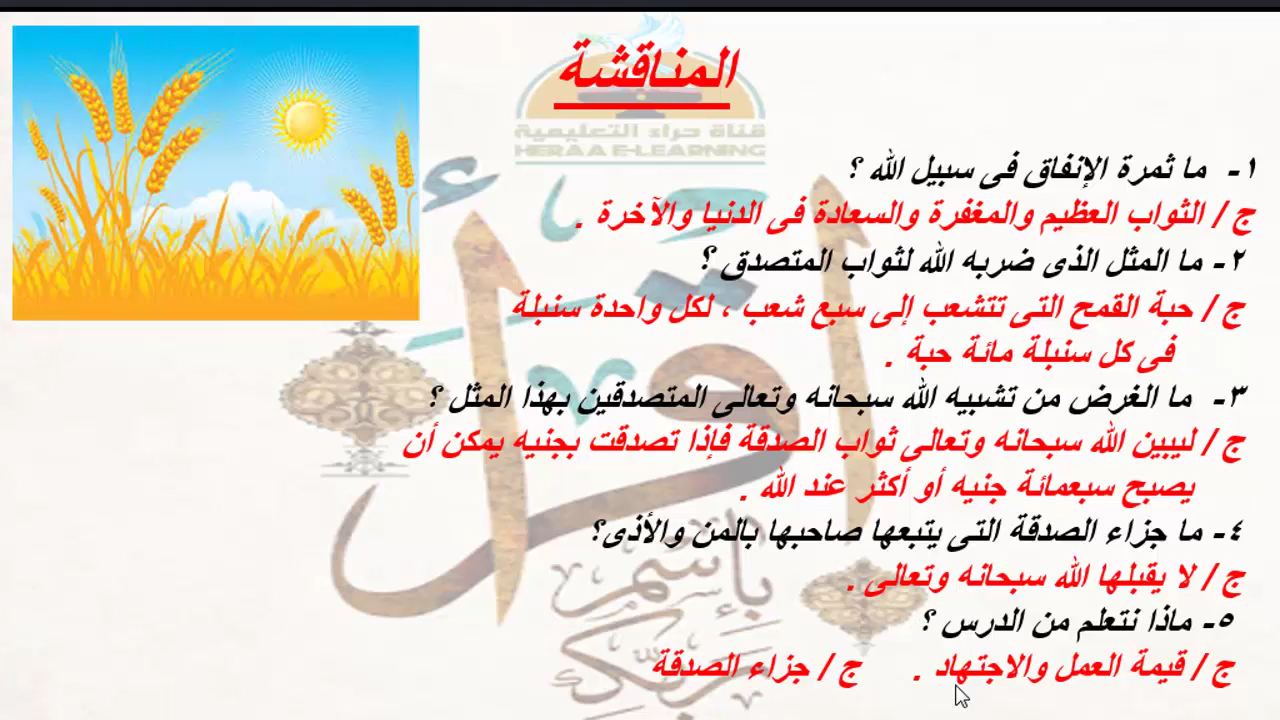 المناقشة
قناة حراء التعليمية
HERAA E-LEARNING
١- ما ثمرة الإنفاق فى سبيل الله ؟
ج / الثواب العظيم والمغفرة والسعادة فى الدنيا والآخرة .
٢- ما المثل الذى ضربه الله لثواب المتصدق ؟
ج / حبة القمح التى تتشعب إلى سبع شعب ، لكل واحدة سنبلة
فى كل سنبلة مائة حبة .
٣- ما الغرض من تشبيه الله سبحانه وتعالى المتصدقين بهذا المثل ؟
ج / ليبين الله سبحانه وتعالى ثواب الصدقة فإذا تصدقت بجنيه يمكن أن
يصبح سبعمائة جنيه أو أكثر عند الله .
٤- ما جزاء الصدقة التى يتبعها صاحبها بالمن والأذى؟
ج / لا يقبلها الله سبحانه وتعالى .
٥- ماذا نتعلم من الدرس ؟
ج / قيمة العمل والاجتهاد . ج / جزاء الصدقة
اقرأ
بِاسْمِ
رَبِّكَ